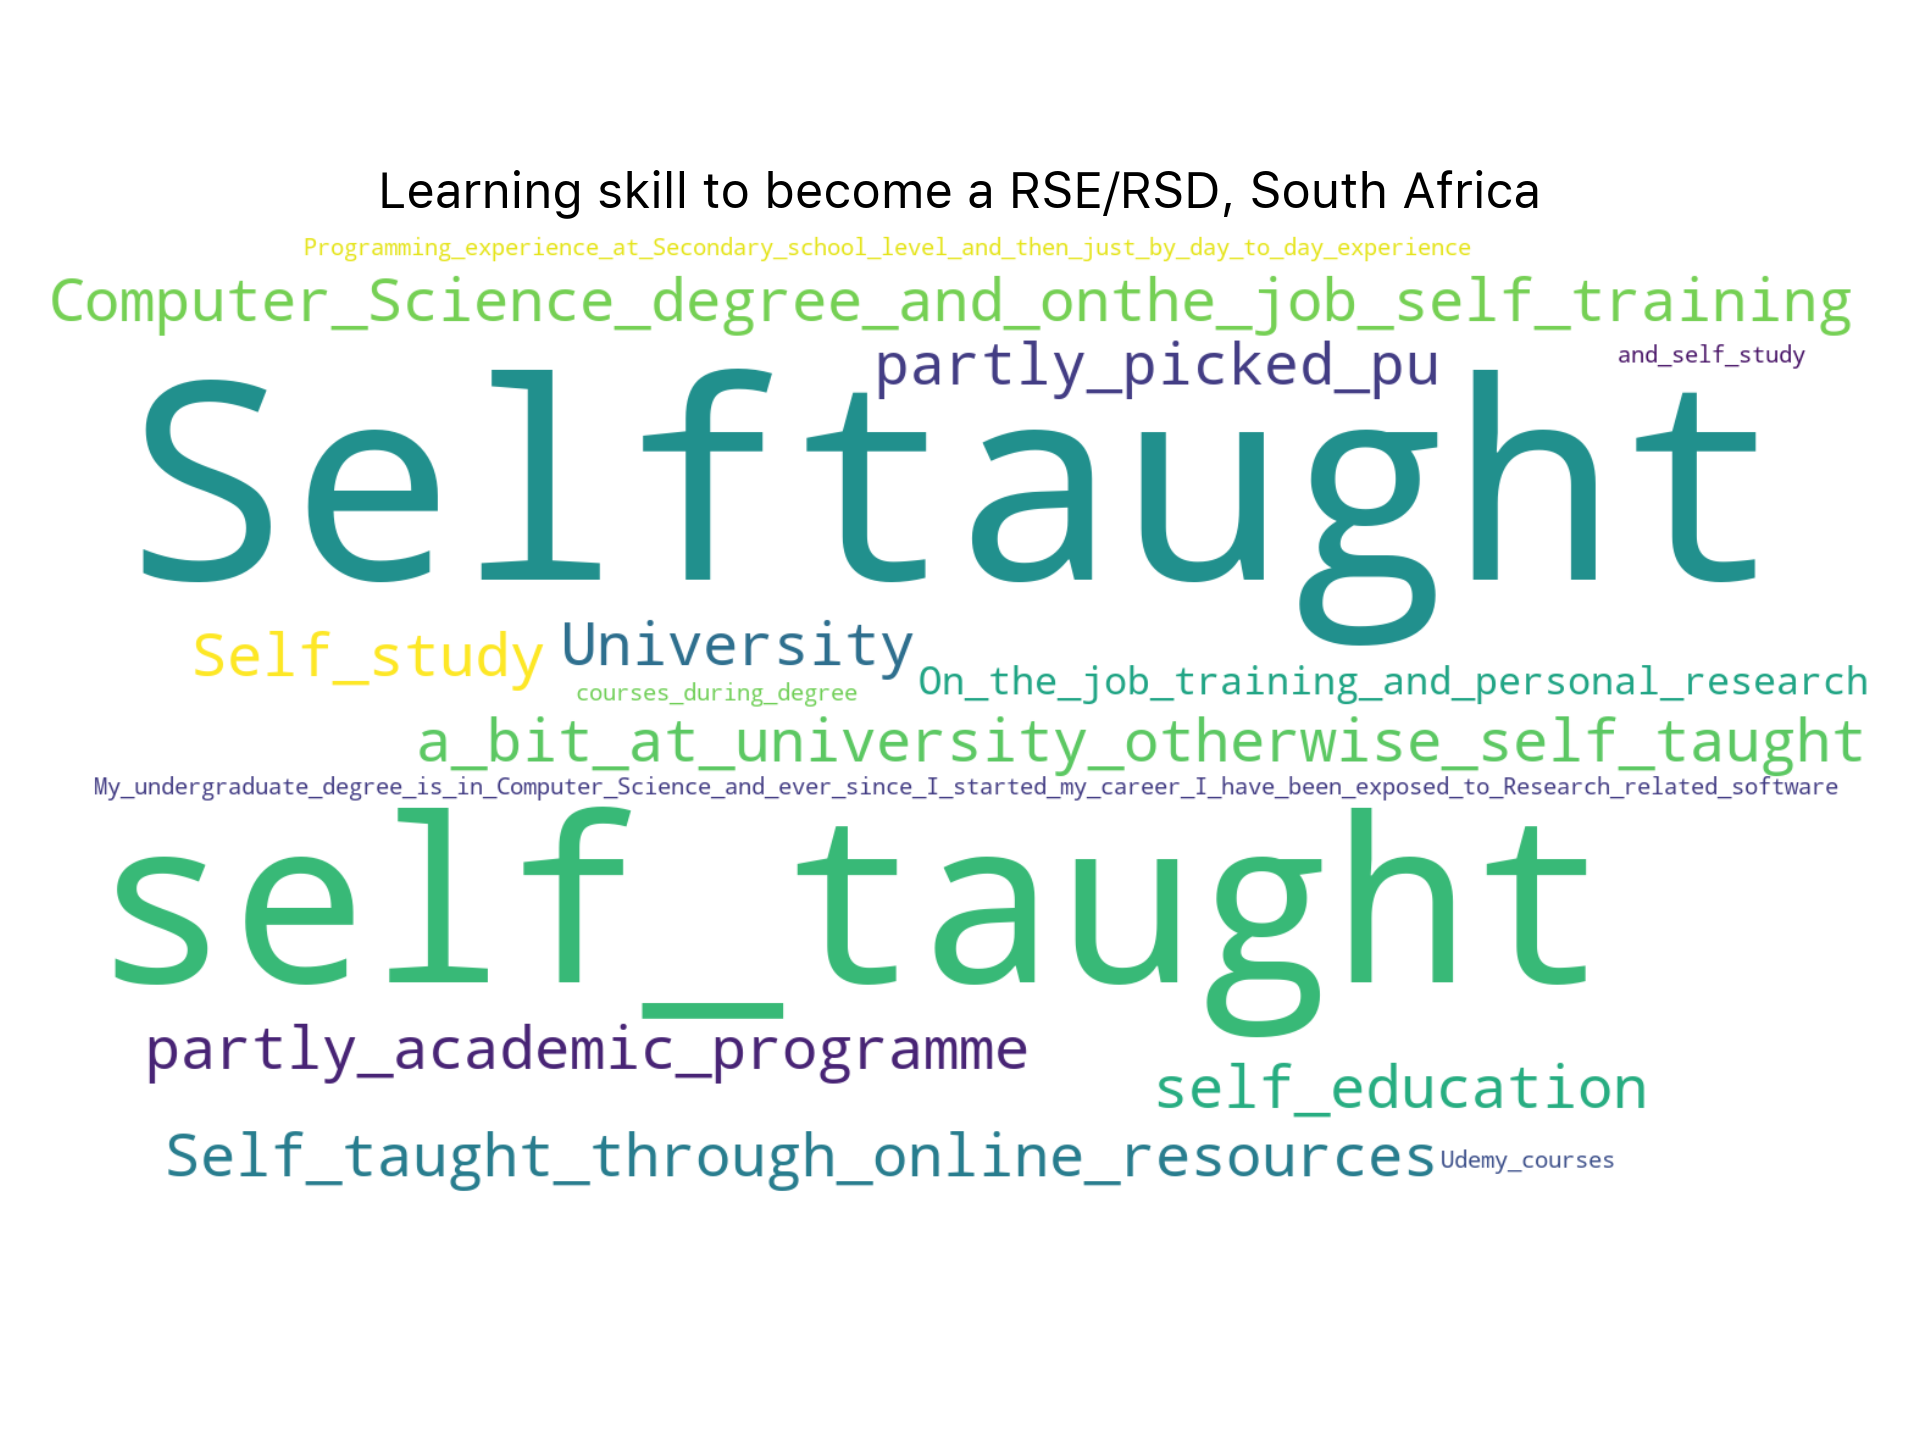 Learning skill to become a RSE/RSD, South Africa
Programming_experience_at_Secondary_school_level_and_then_just_by_day_to_day_experience
Computer_Science_degree_and_onthe_job_self_training
partly_picked_pu
and_self_study
Selftaught
Self_study
University
courses_during_degree
On_the_job_training_and_personal_research
a_bit_at_university_otherwise_self_taught
My_undergraduate_degree_is_in_Computer_Science_and_ever_since_I_started_my_career_I_have_been_exposed_to_Research_related_software
self_taught
partly_academic_programme
self_education
Self_taught_through_online_resources
Udemy_courses